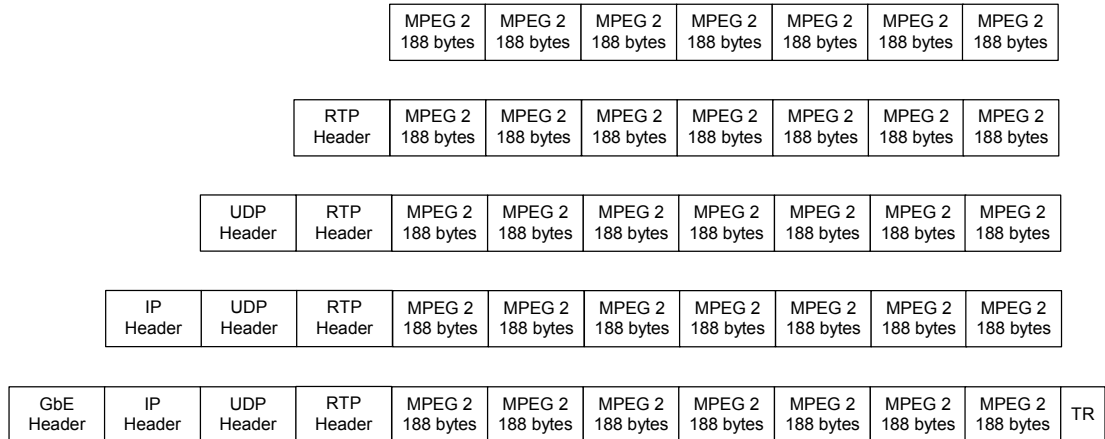 MPEG 2 MPEG 2 MPEG 2 MPEG 2 MPEG 2 MPEG 2 MPEG 2
188 bytes 188 bytes 188 bytes 188 bytes 188 bytes 188 bytes 188 bytes
RTP MPEG 2 MPEG 2 MPEG 2 MPEG 2 MPEG 2 MPEG 2 MPEG 2
Header 188 bytes 188 bytes 188 bytes 188 bytes 188 bytes 188 bytes 188 bytes
UDP RTP MPEG 2 MPEG 2 MPEG 2 MPEG 2 MPEG 2 MPEG 2 MPEG 2
Header Header 188 bytes 188 bytes 188 bytes 188 bytes 188 bytes 188 bytes 188 bytes
IP UDP RTP MPEG 2 MPEG 2 MPEG 2 MPEG 2 MPEG 2 MPEG 2 MPEG 2
Header Header Header 188 bytes 188 bytes 188 bytes 188 bytes 188 bytes 188 bytes 188 bytes
GbE IP UDP RTP MPEG 2 MPEG 2 MPEG 2 MPEG 2 MPEG 2 MPEG 2 MPEG 2 TR
Header Header Header Header 188 bytes 188 bytes 188 bytes 188 bytes 188 bytes 188 bytes 188 bytes